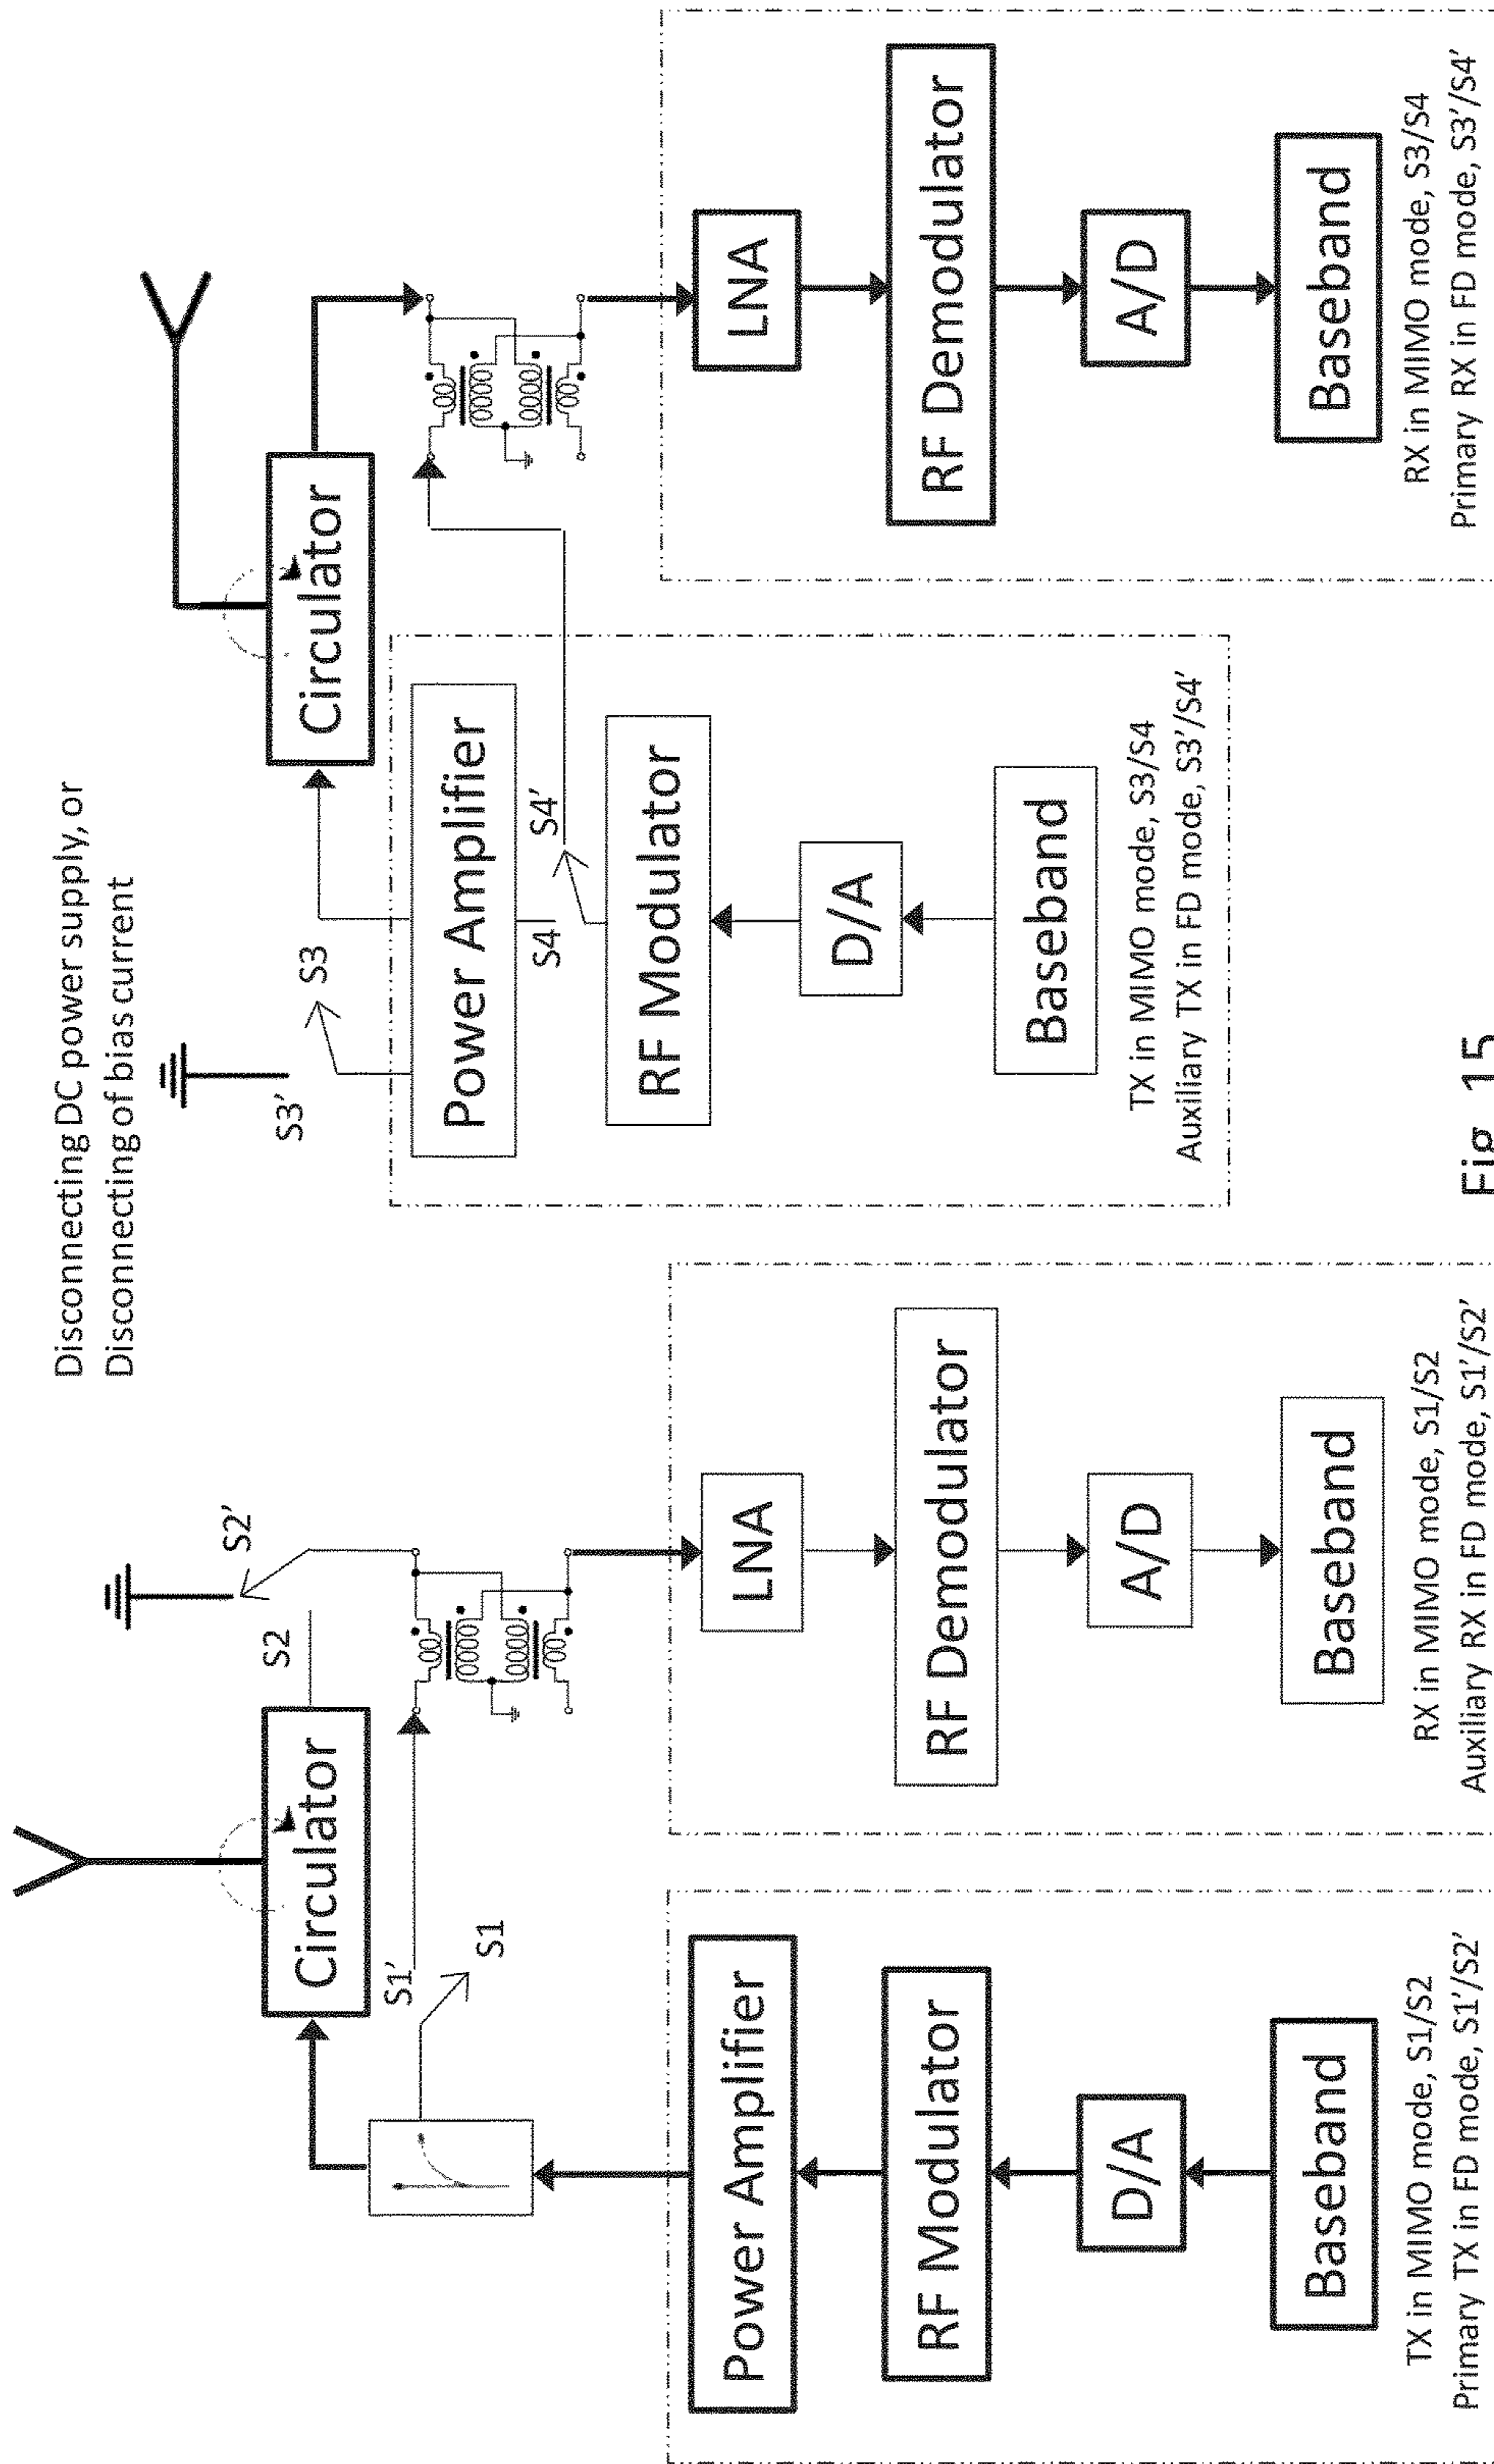 Disconnecting DC power supply, or
Disconnecting of bias current
Circulator
S1'
S1
S2
S2'
Power Amplifier
RF Modulator
D/A
Baseband
TX in MIMO mode, S1/S2
Primary TX in FD mode, S1'/S2'
LNA
RF Demodulator
A/D
Baseband
RX in MIMO mode, S1/S2
Auxiliary RX in FD mode, S1'/S2'
S3'
S3
Circulator
Power Amplifier
S4
S4'
RF Modulator
D/A
Baseband
TX in MIMO mode, S3/S4
Auxiliary TX in FD mode, S3'/S4'
LNA
RF Demodulator
A/D
Baseband
RX in MIMO mode, S3/S4
Primary RX in FD mode, S3'/S4'
Fig. 15